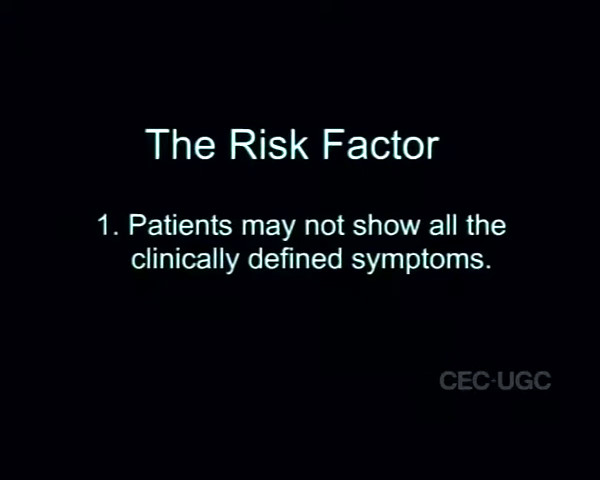 The Risk Factor
1. Patients may not show all the
clinically defined symptoms.
CEC-UGC